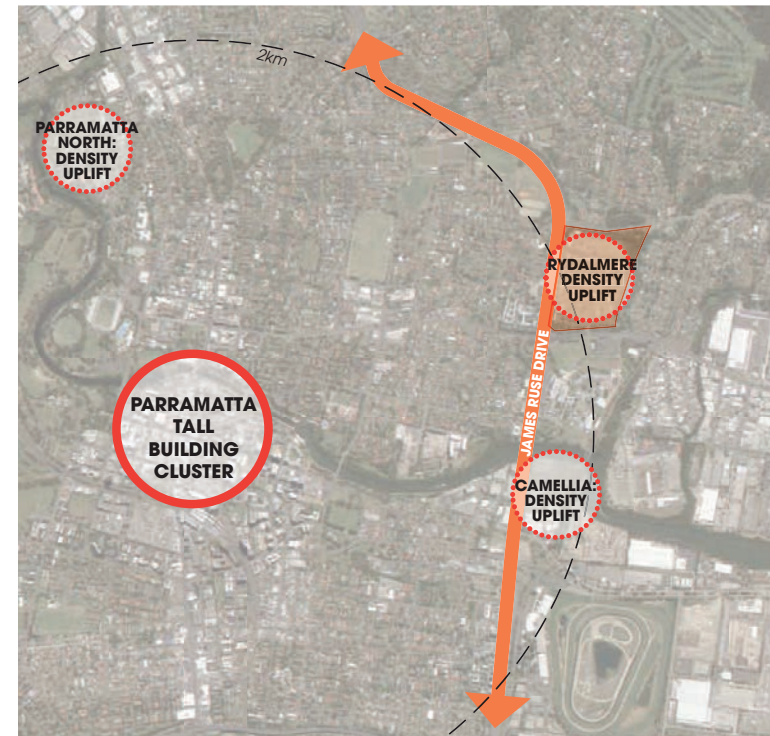 2km
PARRAMATTA
NORTH:
DENSITY
UPLIFT
RYDALMERE
DENSITY
UPLIFT
JAMES RUSE DRIVE
PARRAMATTA
TALL
BUILDING
CLUSTER
CAMELLIA:
DENSITY
UPLIFT